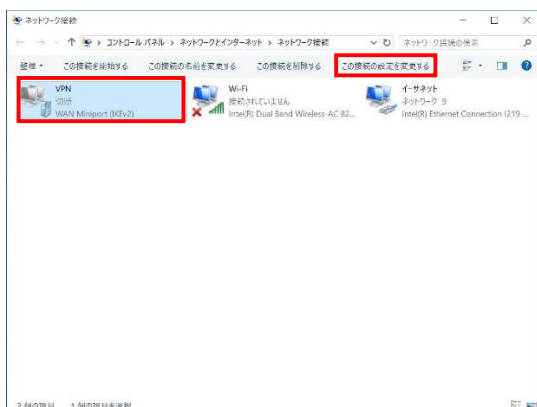 ネットワーク接続
コントロール パネル > ネットワークとインターネット > ネットワーク接続
ネットワーク接続の検索
整理 この接続を開始する この接続の名前を変更する この接続を削除する この接続の設定を変更する
VPN
切断
WAN Miniport (IKEv2)
Wi-Fi
接続されていません
Intel(R) Dual Band Wireless-AC 82...
イーサネット
ネットワーク 9
Intel(R) Ethernet Connection I219-...
3 個の項目 1 個の項目を選択